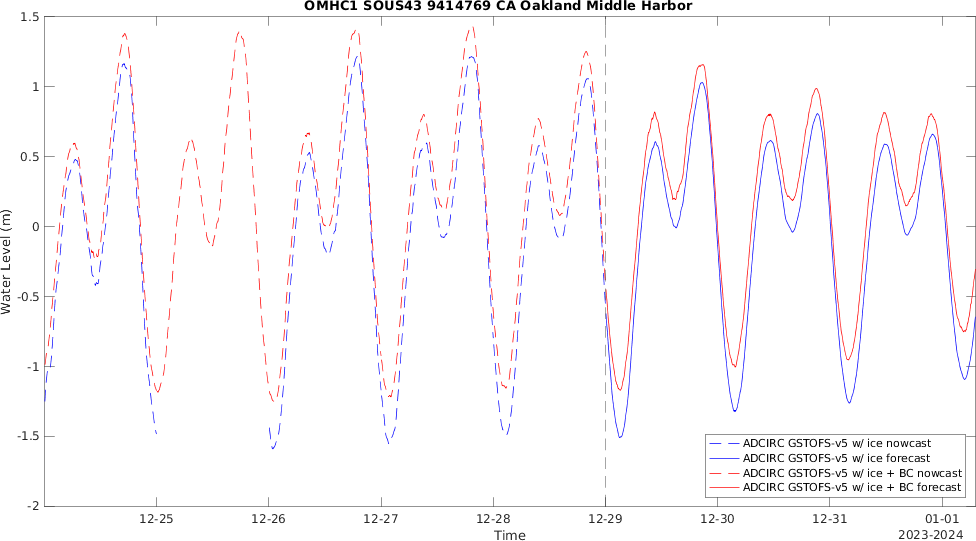 OMHC1 SOUS43 9414769 CA Oakland Middle Harbor
1.5
1
0.5
0
-0.5
-1
-1.5
-2
Water Level (m)
12-25
12-26
12-27
12-28
12-29
12-30
12-31
01-01
Time
2023-2024
ADCIRC GSTOFS-v5 w/ ice nowcast
ADCIRC GSTOFS-v5 w/ ice forecast
ADCIRC GSTOFS-v5 w/ ice + BC nowcast
ADCIRC GSTOFS-v5 w/ ice + BC forecast